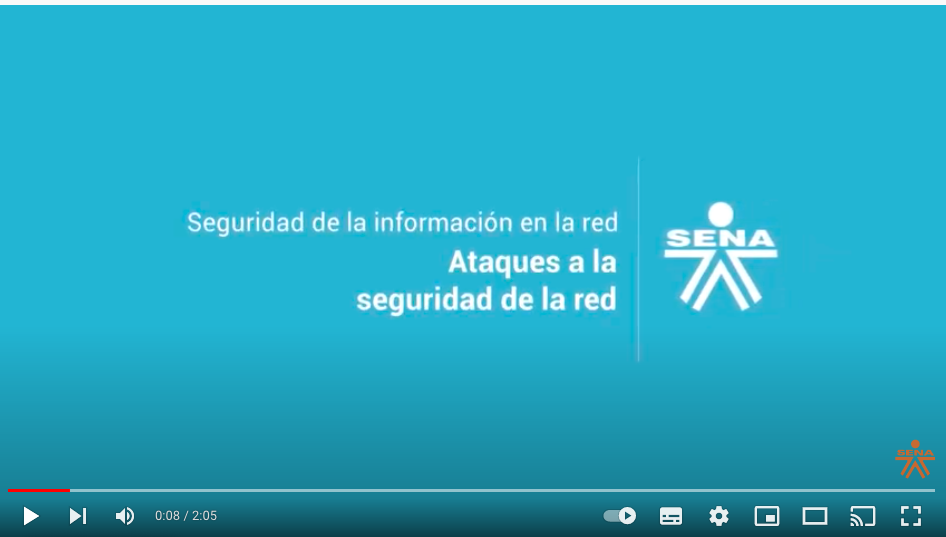 Seguridad de la información en la red
Ataques a la
seguridad de la red
SENA
SENA
0:08 / 2:05